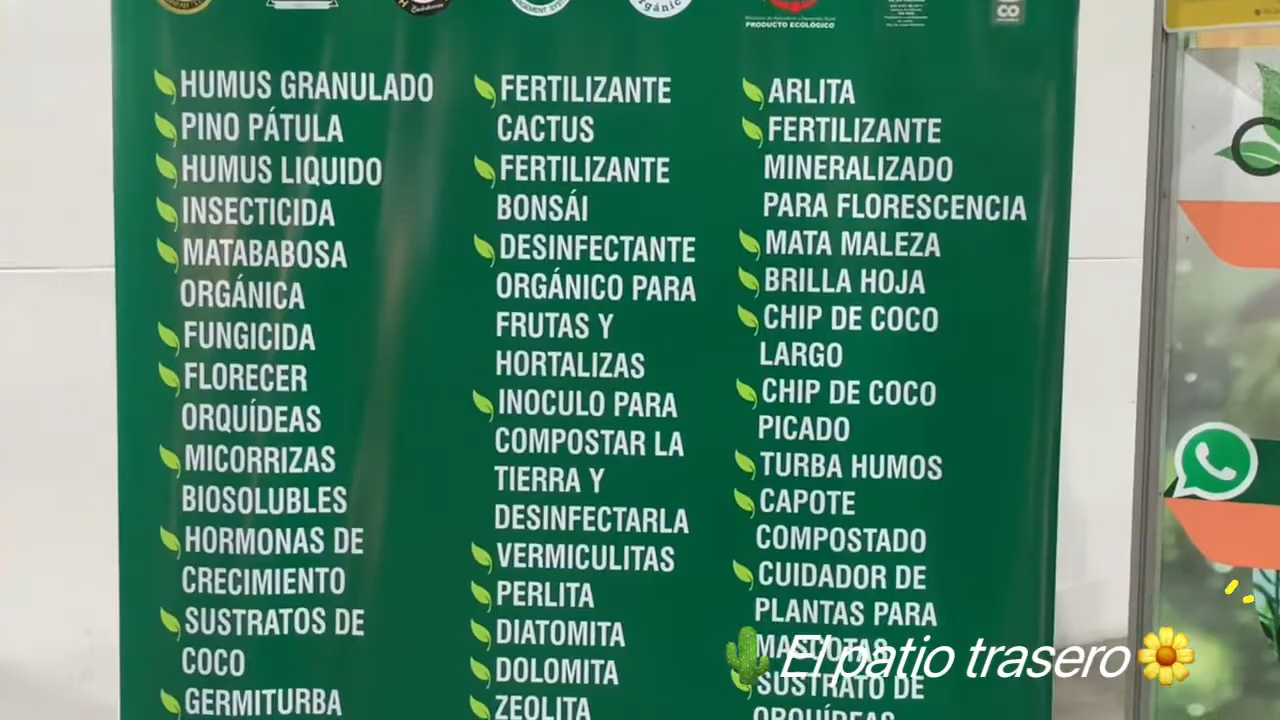 PRODUCTO ECOLÓGICO
HUMUS GRANULADO
PINO PÁTULA
HUMUS LIQUIDO
INSECTICIDA
MATABABOSA
ORGÁNICA
FUNGICIDA
FLORECER
ORQUÍDEAS
MICORRIZAS
BIOSOLUBLES
HORMONAS DE
CRECIMIENTO
SUSTRATOS DE
COCO
GERMITURBA
FERTILIZANTE
CACTUS
FERTILIZANTE
BONSÁI
DESINFECTANTE
ORGÁNICO PARA
FRUTAS Y
HORTALIZAS
INOCULO PARA
COMPOSTAR LA
TIERRA Y
DESINFECTARLA
VERMICULITAS
PERLITA
DIATOMITA
DOLOMITA
ZEOLITA
ARLITA
FERTILIZANTE
MINERALIZADO
PARA FLORESCENCIA
MATA MALEZA
BRILLA HOJA
CHIP DE COCO
LARGO
CHIP DE COCO
PICADO
TURBA HUMOS
CAPOTE
COMPOSTADO
CUIDADOR DE
PLANTAS PARA
MASCOTAS
SUSTRATO DE
ORQUÍDEAS
El patio trasero